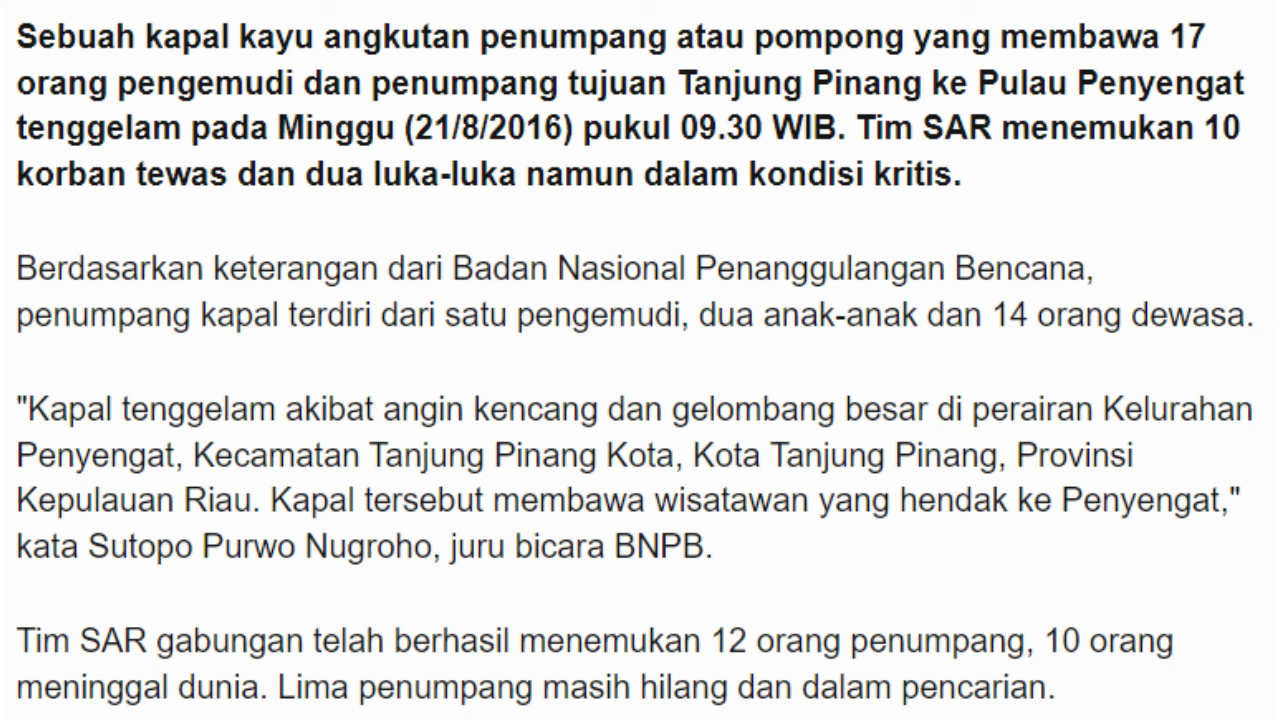 Sebuah kapal kayu angkutan penumpang atau pompong yang membawa 17
orang pengemudi dan penumpang tujuan Tanjung Pinang ke Pulau Penyengat
tenggelam pada Minggu (21/8/2016) pukul 09.30 WIB. Tim SAR menemukan 10
korban tewas dan dua luka-luka namun dalam kondisi kritis.
Berdasarkan keterangan dari Badan Nasional Penanggulangan Bencana,
penumpang kapal terdiri dari satu pengemudi, dua anak-anak dan 14 orang dewasa.
"Kapal tenggelam akibat angin kencang dan gelombang besar di perairan Kelurahan
Penyengat, Kecamatan Tanjung Pinang Kota, Kota Tanjung Pinang, Provinsi
Kepulauan Riau. Kapal tersebut membawa wisatawan yang hendak ke Penyengat,"
kata Sutopo Purwo Nugroho, juru bicara BNPB.
Tim SAR gabungan telah berhasil menemukan 12 orang penumpang, 10 orang
meninggal dunia. Lima penumpang masih hilang dan dalam pencarian.